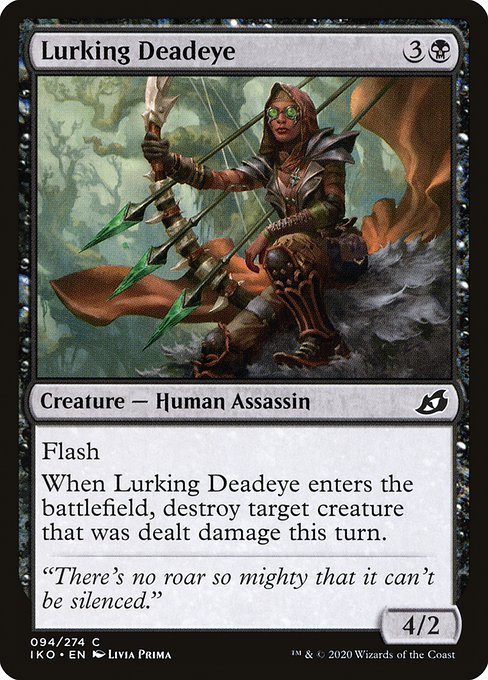 Lurking Deadeye 3
Creature — Human Assassin
Flash
When Lurking Deadeye enters the
battlefield, destroy target creature
that was dealt damage this turn.
“There’s no roar so mighty that it can’t
be silenced.”
4/2
094/274 C
IKO • EN Livia Prima
™ & © 2020 Wizards of the Coast